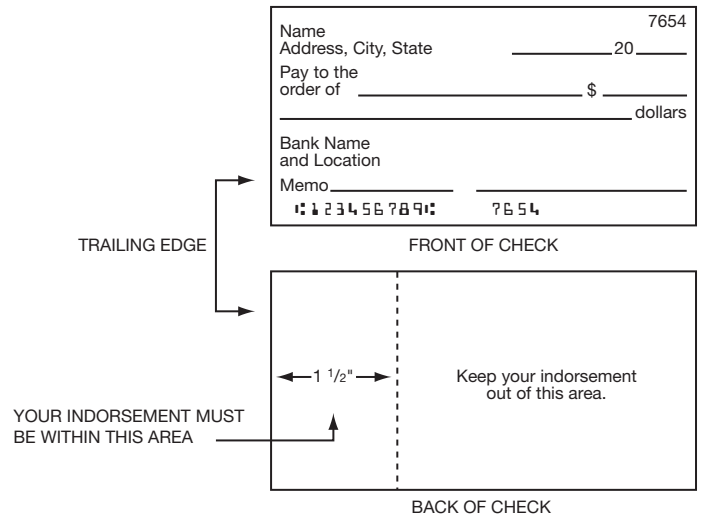 7654
Name
Address, City, State 20
Pay to the
order of $
dollars
Bank Name
and Location
Memo
⑆123456789⑆ 7654
TRAILING EDGE
FRONT OF CHECK
1 1/2"
Keep your indorsement
out of this area.
YOUR INDORSEMENT MUST
BE WITHIN THIS AREA
BACK OF CHECK